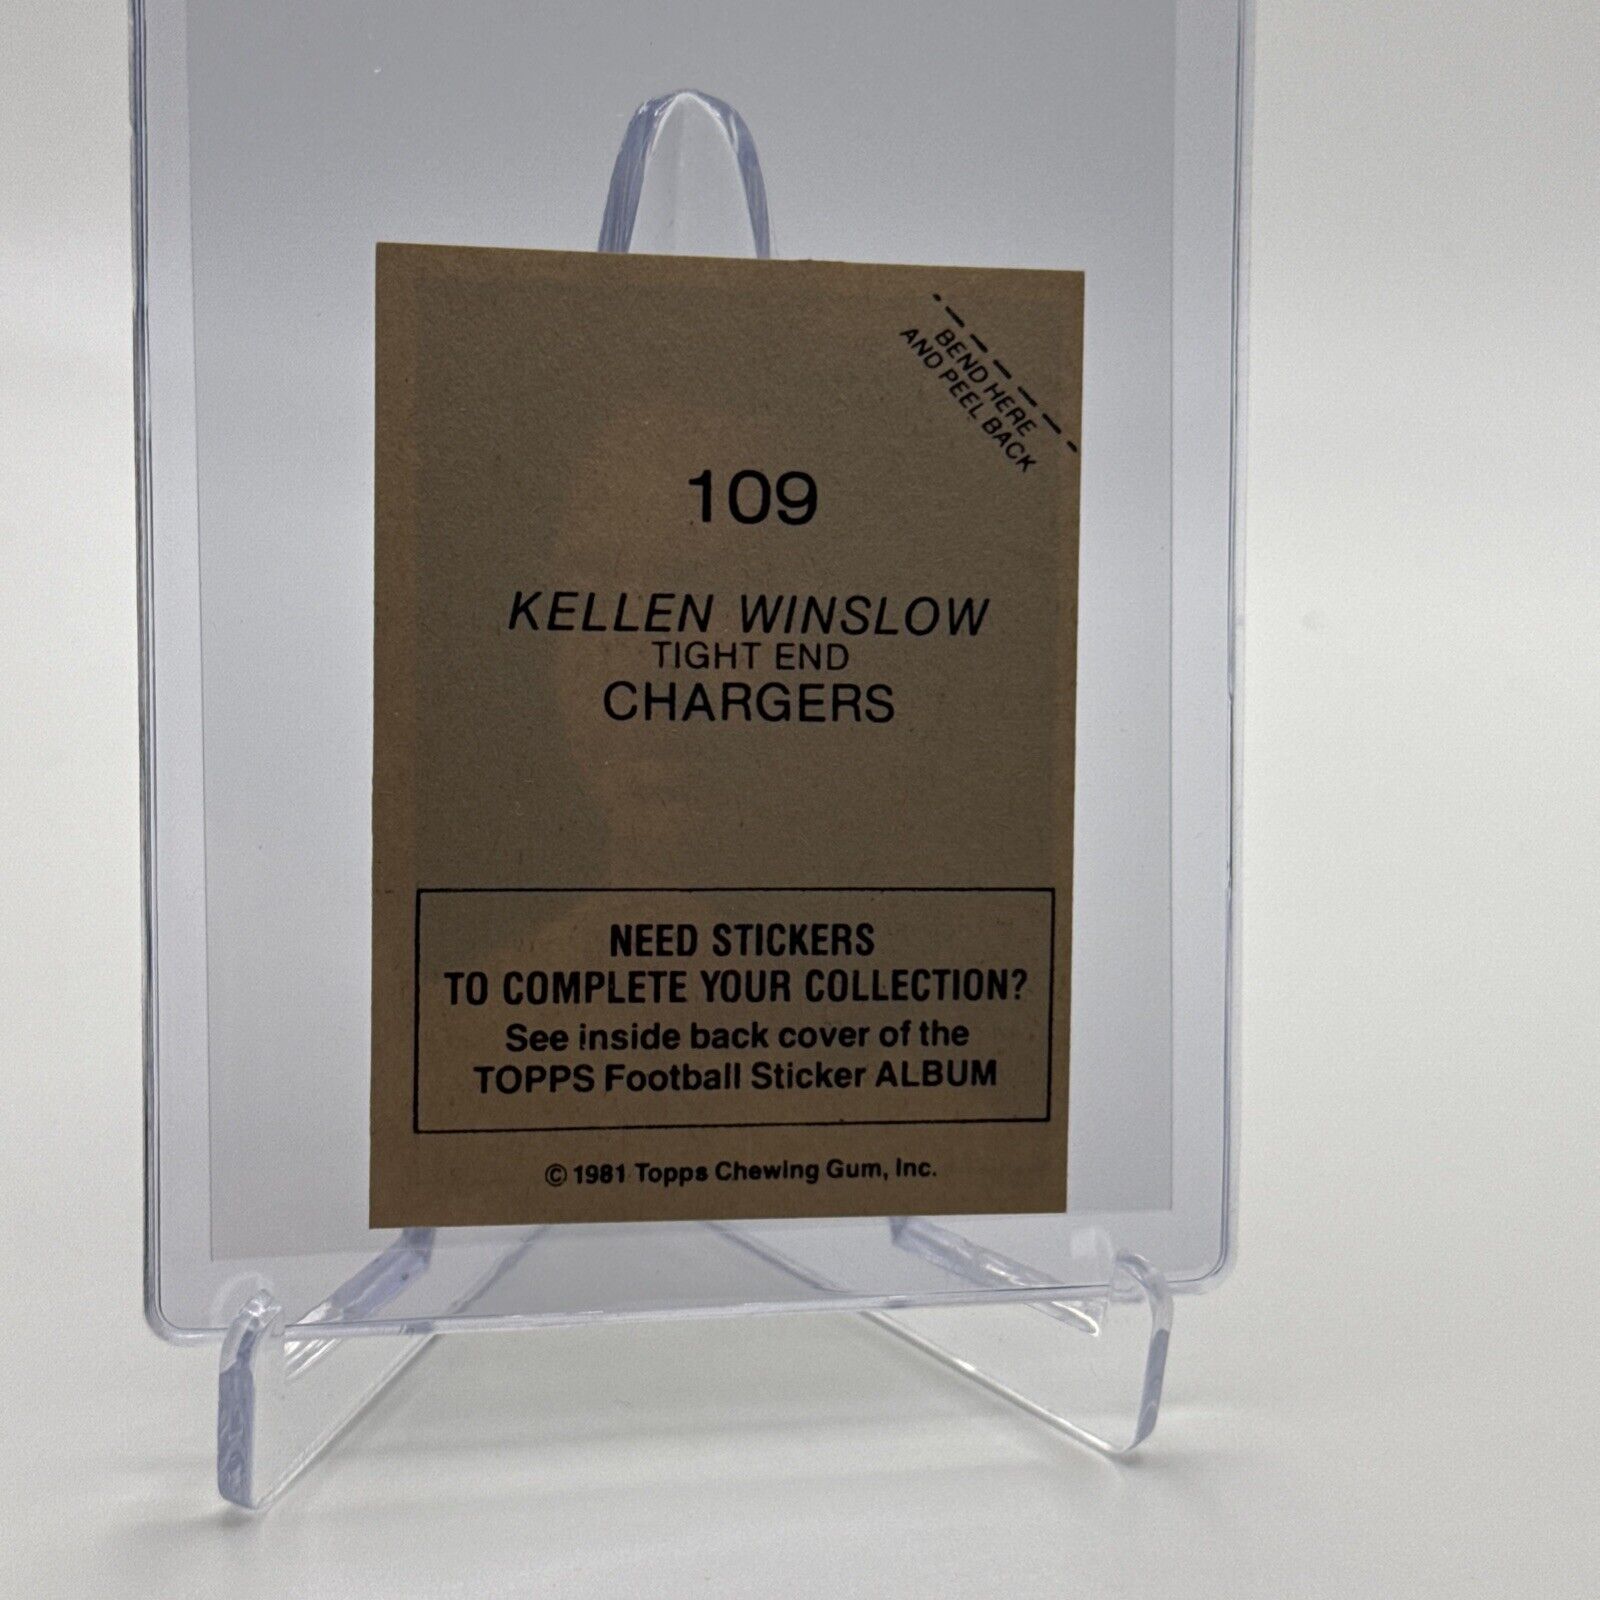 BEND HERE
AND PEEL BACK
109
KELLEN WINSLOW
TIGHT END
CHARGERS
NEED STICKERS
TO COMPLETE YOUR COLLECTION?
See inside back cover of the
TOPPS Football Sticker ALBUM
© 1981 Topps Chewing Gum, Inc.